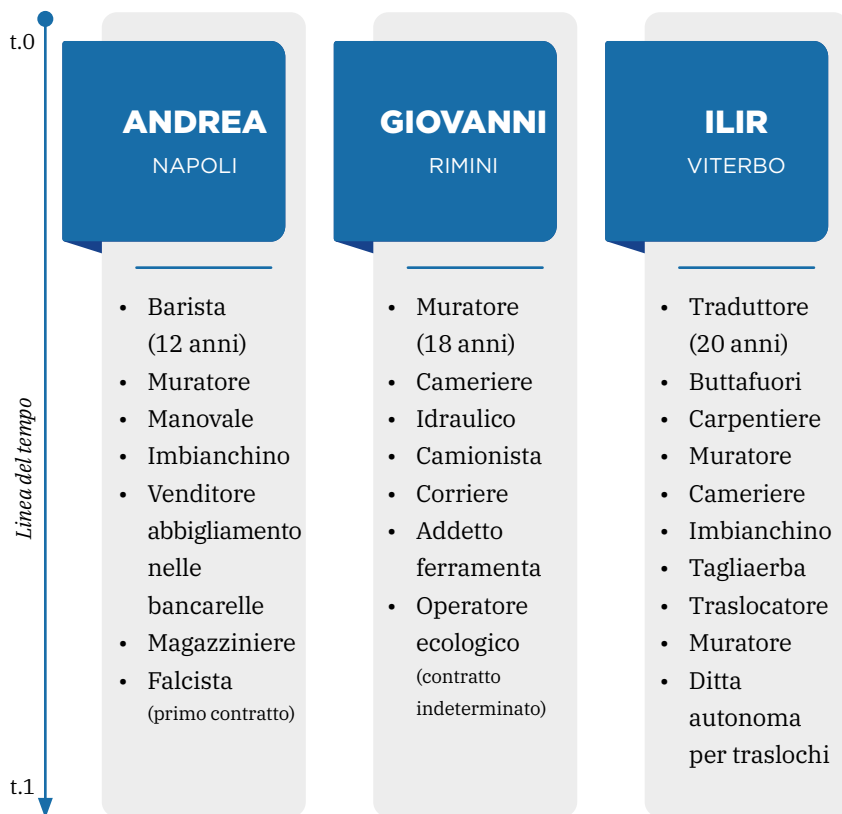 t.0
Linea del tempo
t.1
ANDREA
NAPOLI
• Barista
(12 anni)
• Muratore
• Manovale
• Imbianchino
• Venditore
abbigliamento
nelle
bancarelle
• Magazziniere
• Falcista
(primo contratto)
GIOVANNI
RIMINI
• Muratore
(18 anni)
• Cameriere
• Idraulico
• Camionista
• Corriere
• Addetto
ferramenta
• Operatore
ecologico
(contratto
indeterminato)
ILIR
VITERBO
• Traduttore
(20 anni)
• Buttafuori
• Carpentiere
• Muratore
• Cameriere
• Imbianchino
• Tagliaerba
• Traslocatore
• Muratore
• Ditta
autonoma
per traslochi